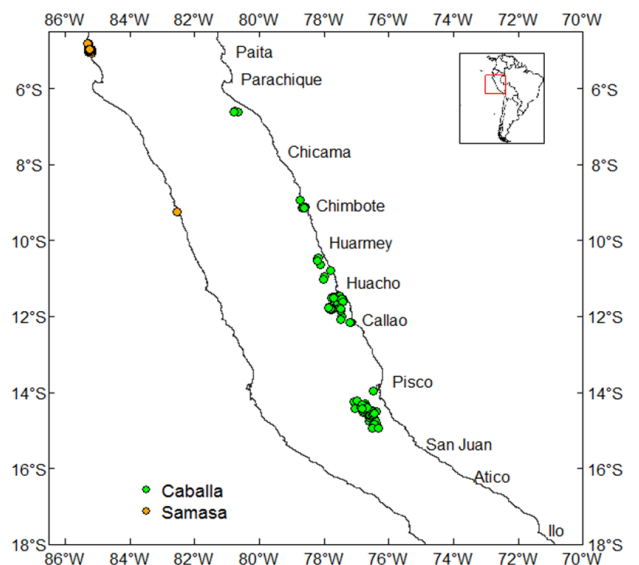 86°W 84°W 82°W 80°W 78°W 76°W 74°W 72°W 70°W
Paita
6°S 6°S
Parachique
Chicama
8°S 8°S
Chimbote
10°S 10°S
Huarmey
Huacho
12°S 12°S
Callao
Pisco
14°S 14°S
San Juan
16°S 16°S
Atico
Caballa
Samasa
Ilo
18°S 18°S
86°W 84°W 82°W 80°W 78°W 76°W 74°W 72°W 70°W